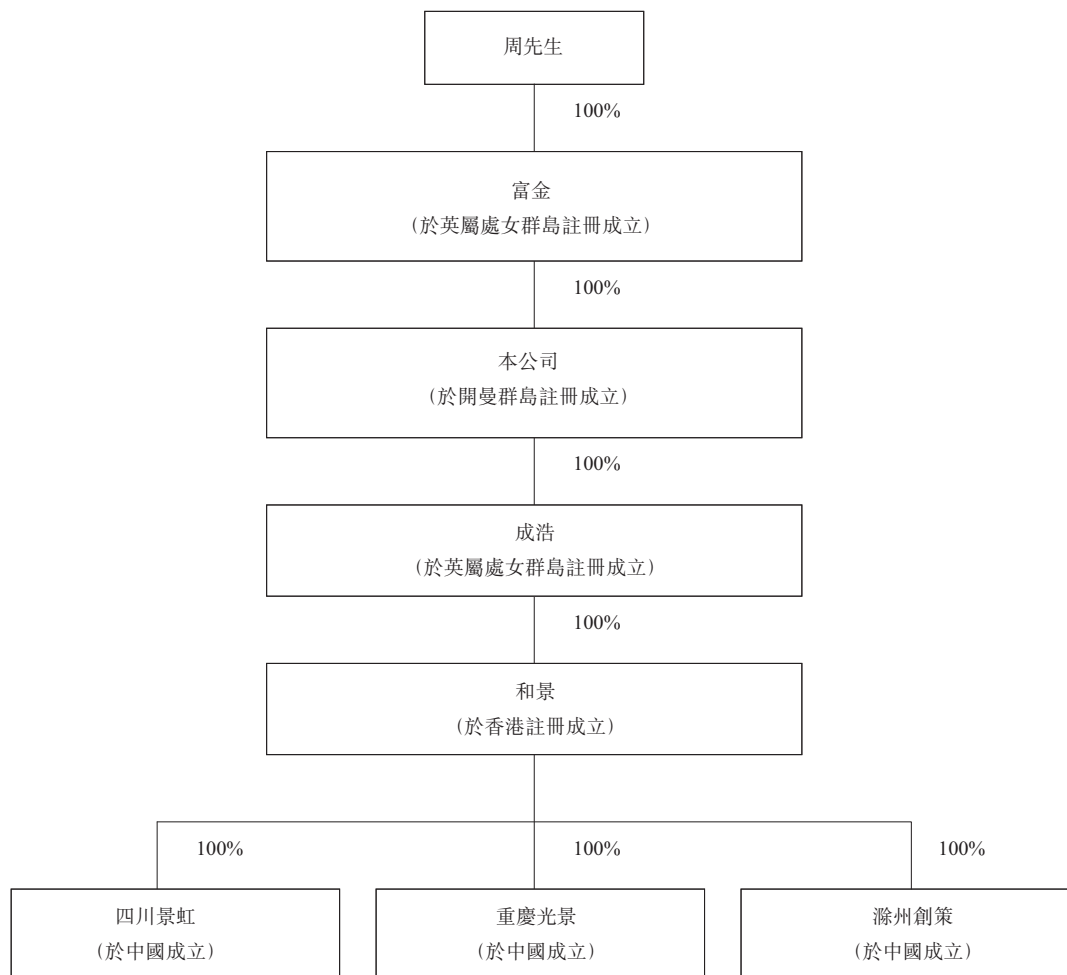 周先生
100%
富金
(於英屬處女群島註冊成立)
100%
本公司
(於開曼群島註冊成立)
100%
成浩
(於英屬處女群島註冊成立)
100%
和景
(於香港註冊成立)
100%
100%
100%
四川景虹
(於中國成立)
重慶光景
(於中國成立)
滁州創策
(於中國成立)